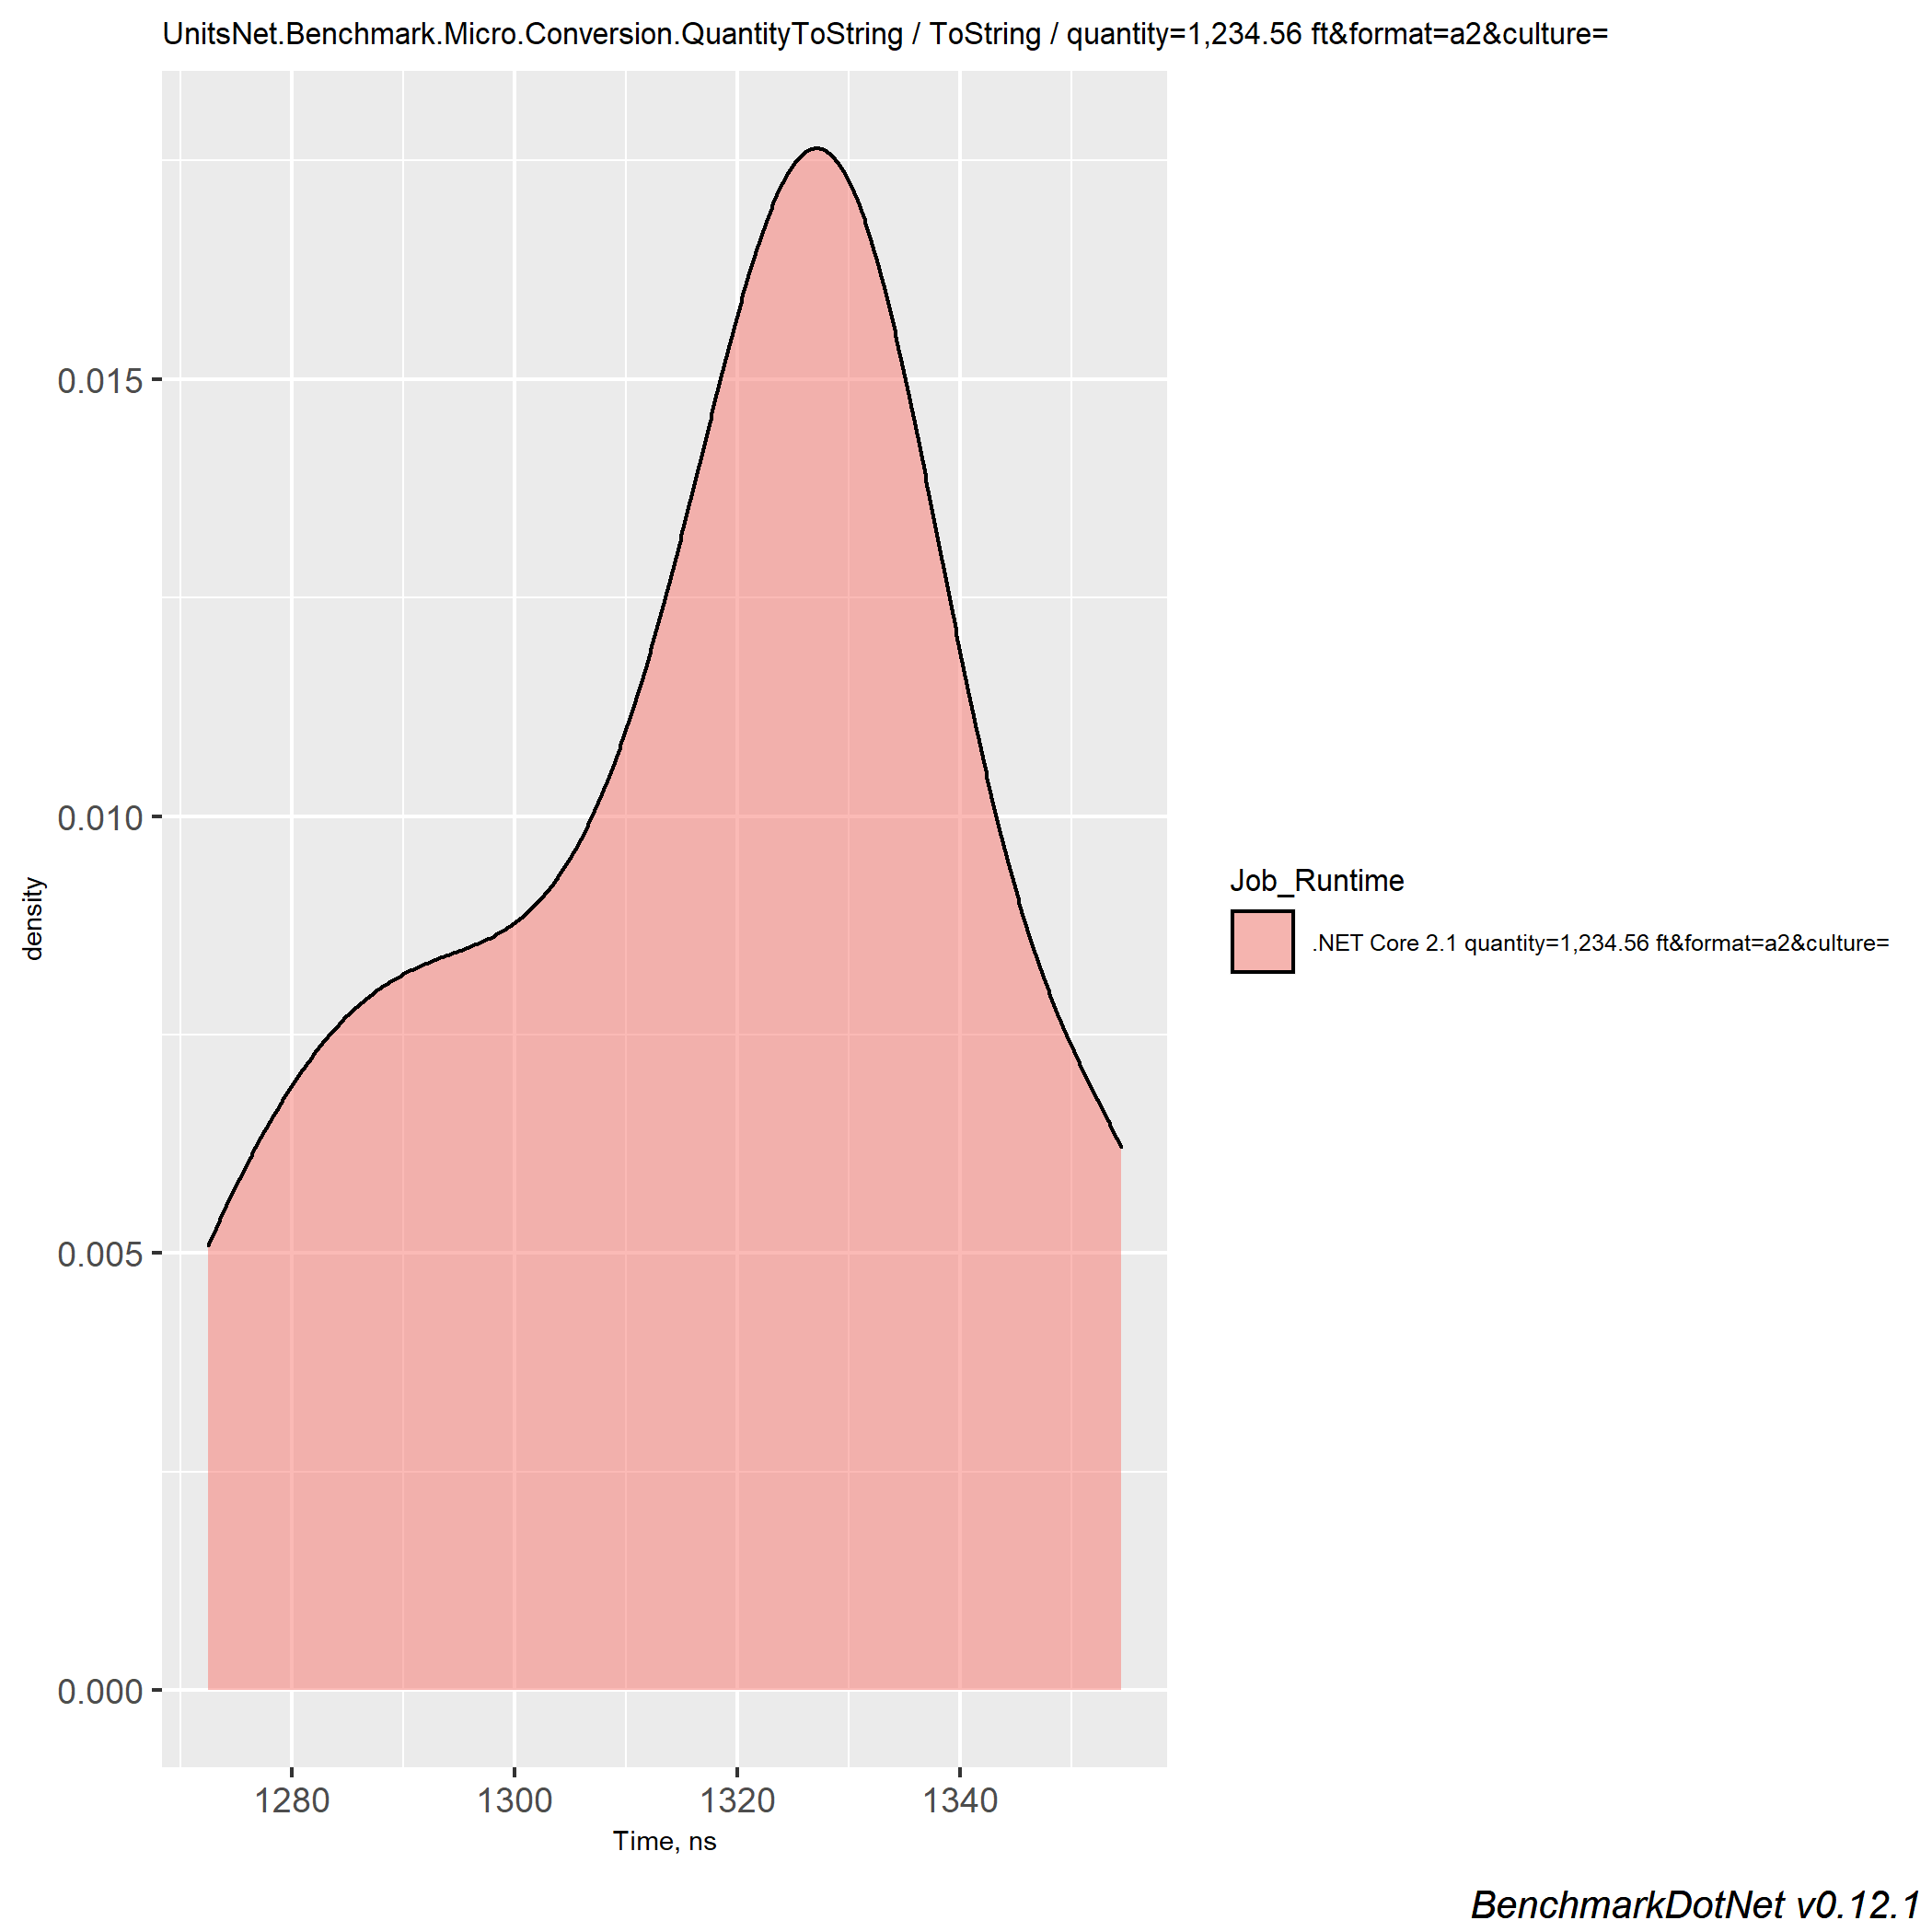 UnitsNet.Benchmark.Micro.Conversion.QuantityToString / ToString / quantity=1,234.56 ft&format=a2&culture=
0.015
0.010
0.005
0.000
density
1280 1300 1320 1340
Time, ns
Job_Runtime
.NET Core 2.1 quantity=1,234.56 ft&format=a2&culture=
BenchmarkDotNet v0.12.1